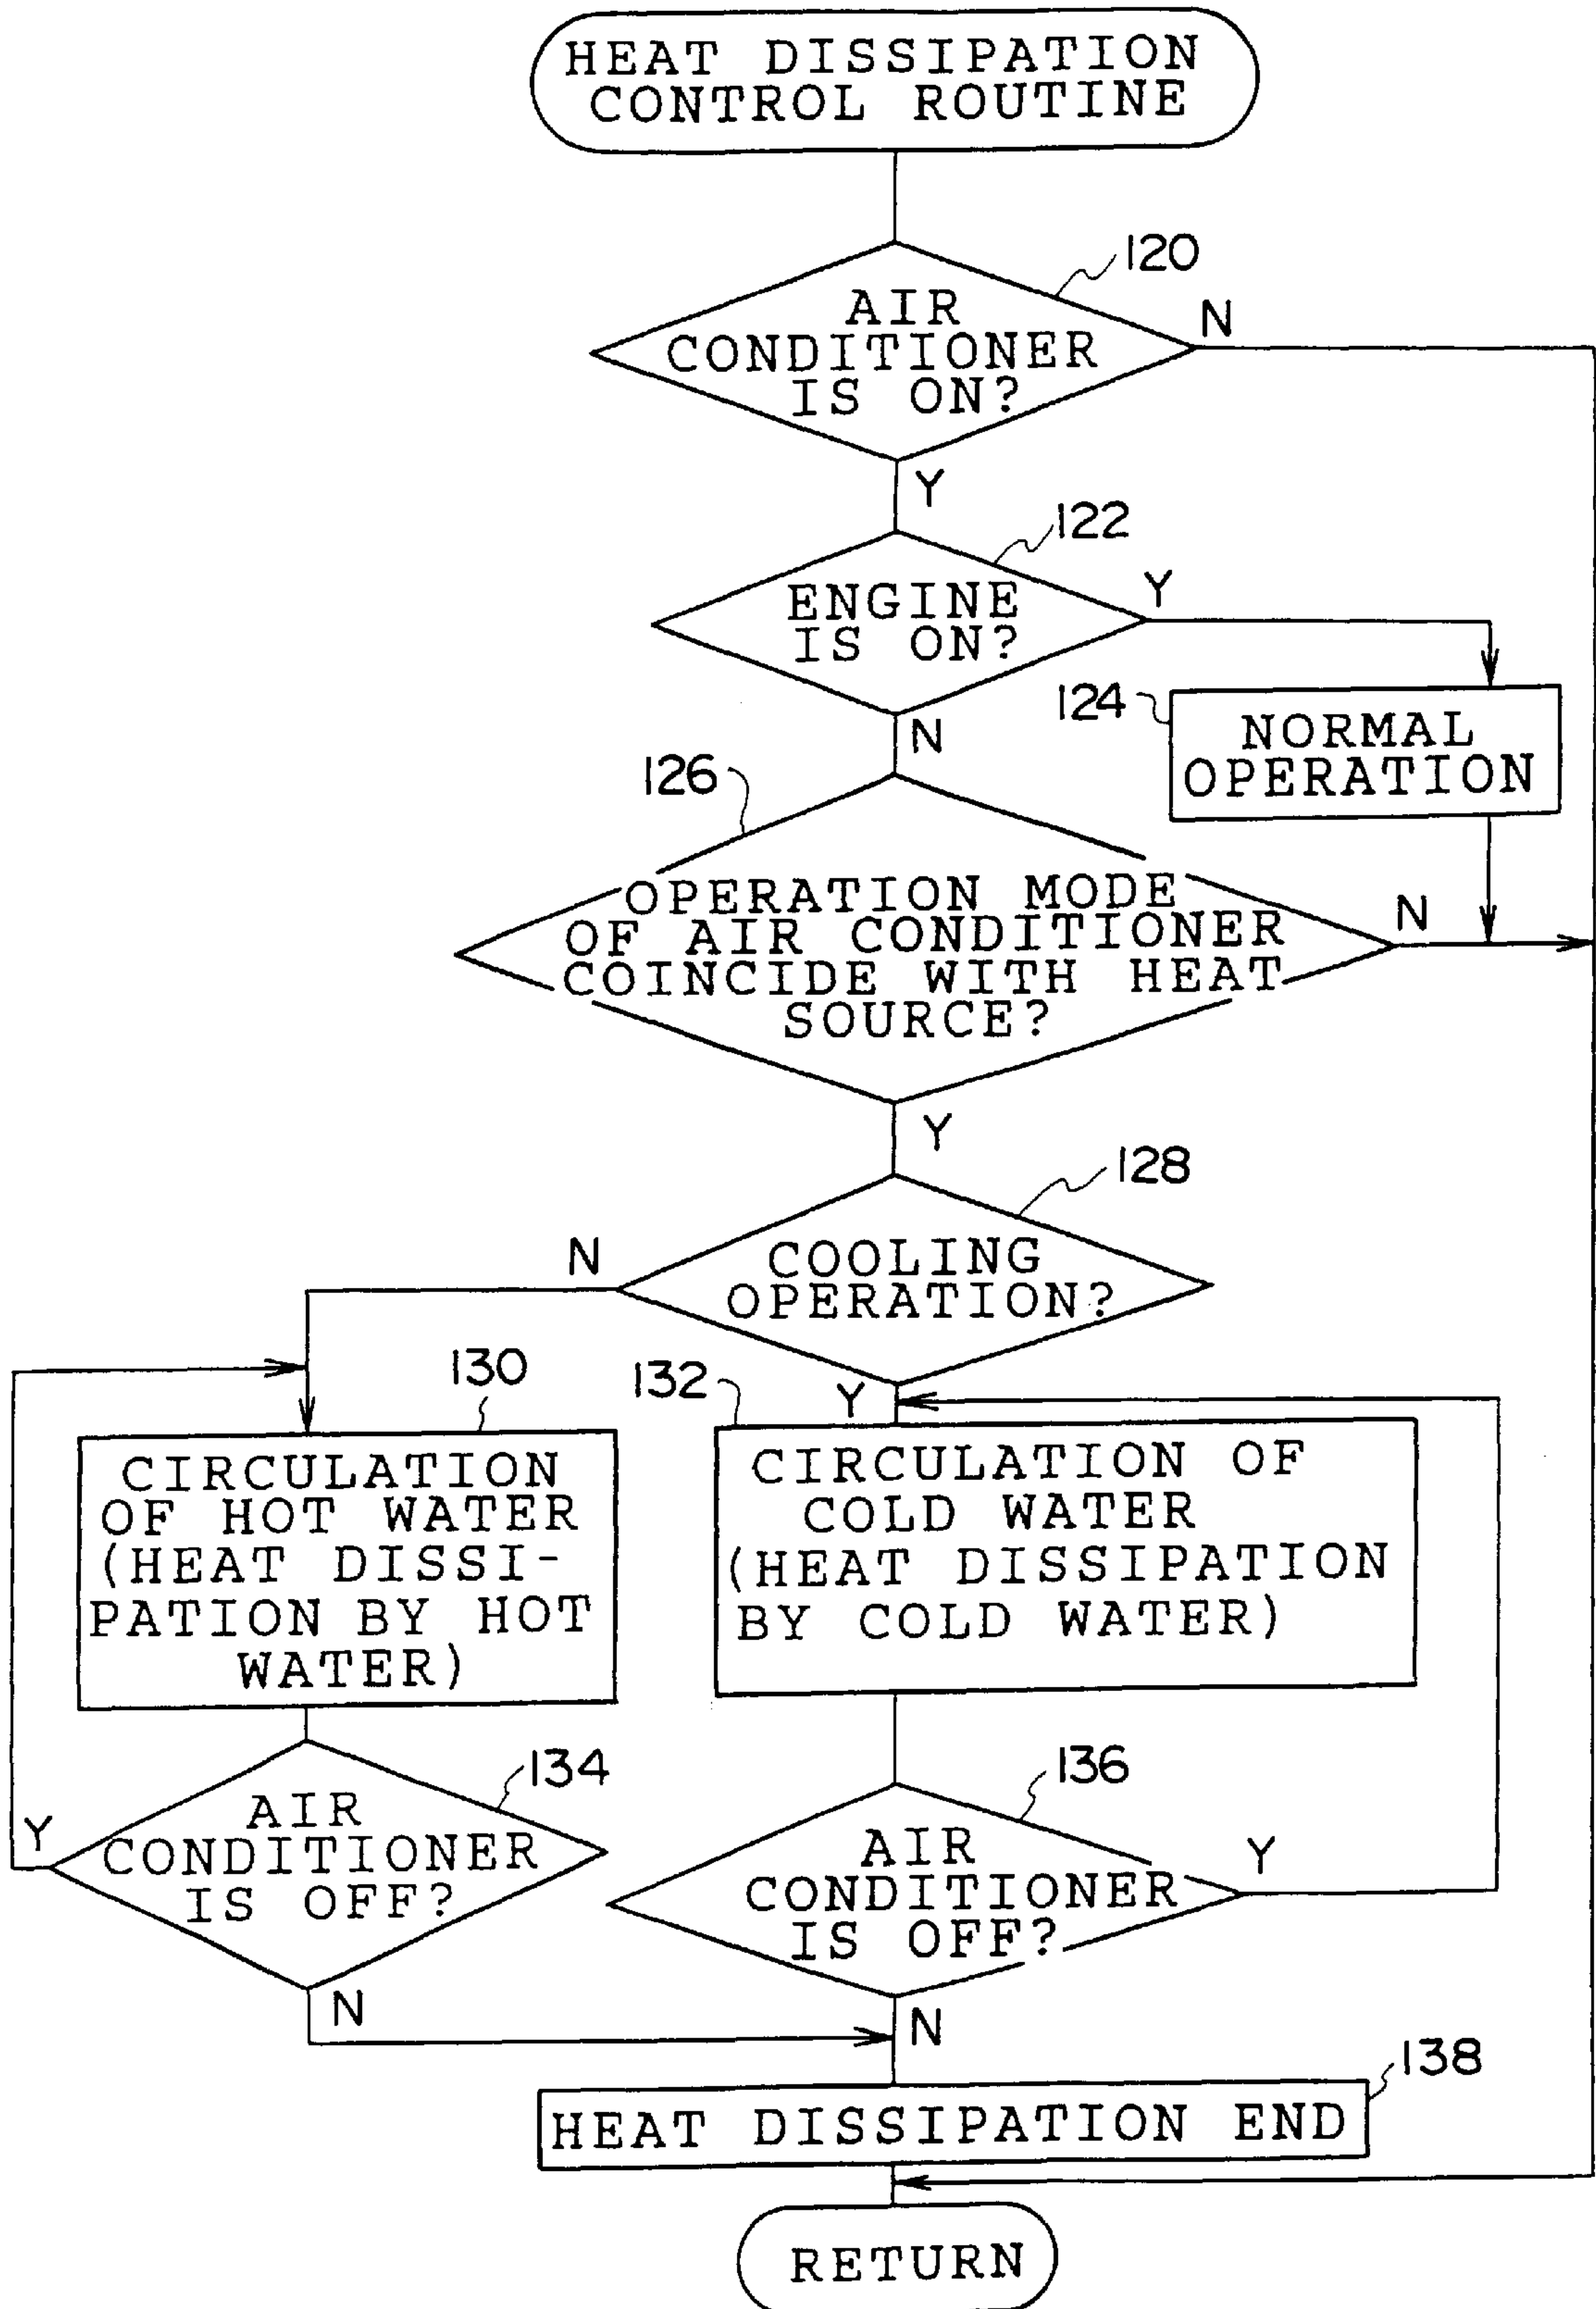 HEAT DISSIPATION
CONTROL ROUTINE
120
AIR
CONDITIONER
IS ON?
N
Y
122
ENGINE
IS ON?
Y
N
124
NORMAL
OPERATION
126
OPERATION MODE
OF AIR CONDITIONER
COINCIDE WITH HEAT
SOURCE?
N
Y
128
COOLING
OPERATION?
N
Y
130
CIRCULATION
OF HOT WATER
(HEAT DISSI-
PATION BY HOT
WATER)
132
CIRCULATION OF
COLD WATER
(HEAT DISSIPATION
BY COLD WATER)
134
AIR
CONDITIONER
IS OFF?
Y
N
136
AIR
CONDITIONER
IS OFF?
Y
N
138
HEAT DISSIPATION END
RETURN